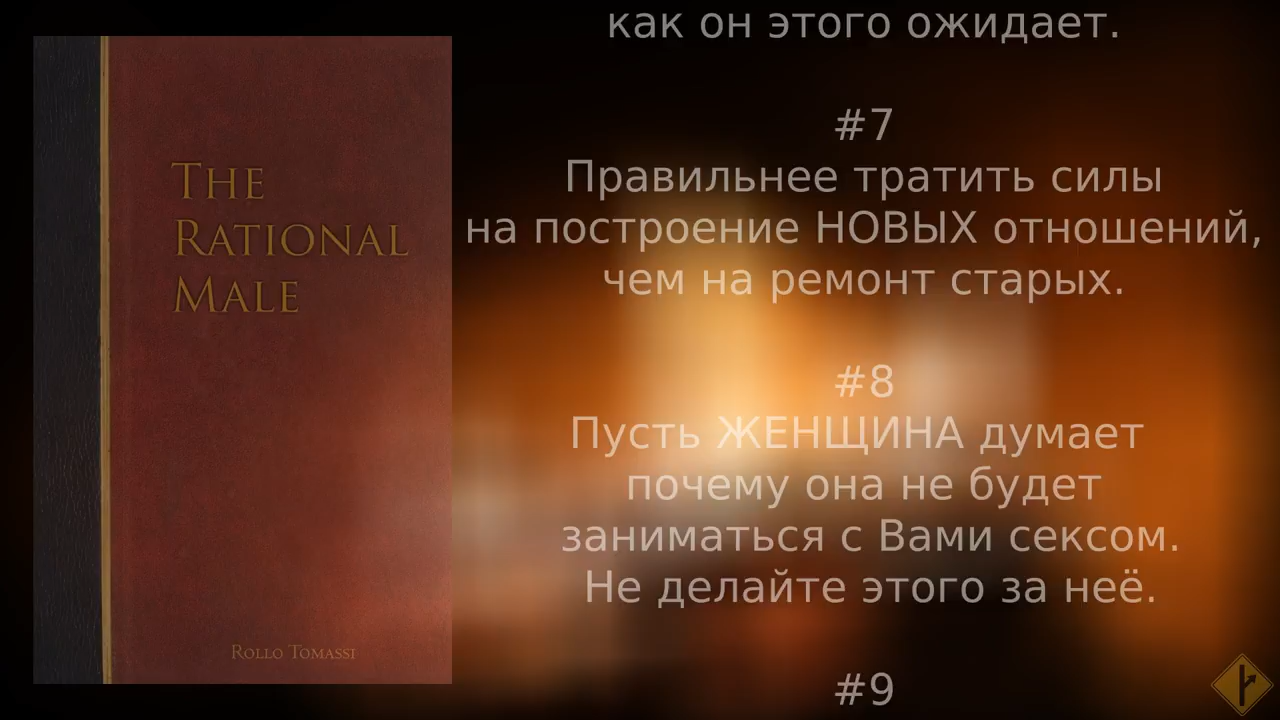 THE
RATIONAL
MALE
ROLLO TOMASSI
как он этого ожидает.
#7
Правильнее тратить силы
на построение НОВЫХ отношений,
чем на ремонт старых.
#8
Пусть ЖЕНЩИНА думает
почему она не будет
заниматься с Вами сексом.
Не делайте этого за неё.
#9